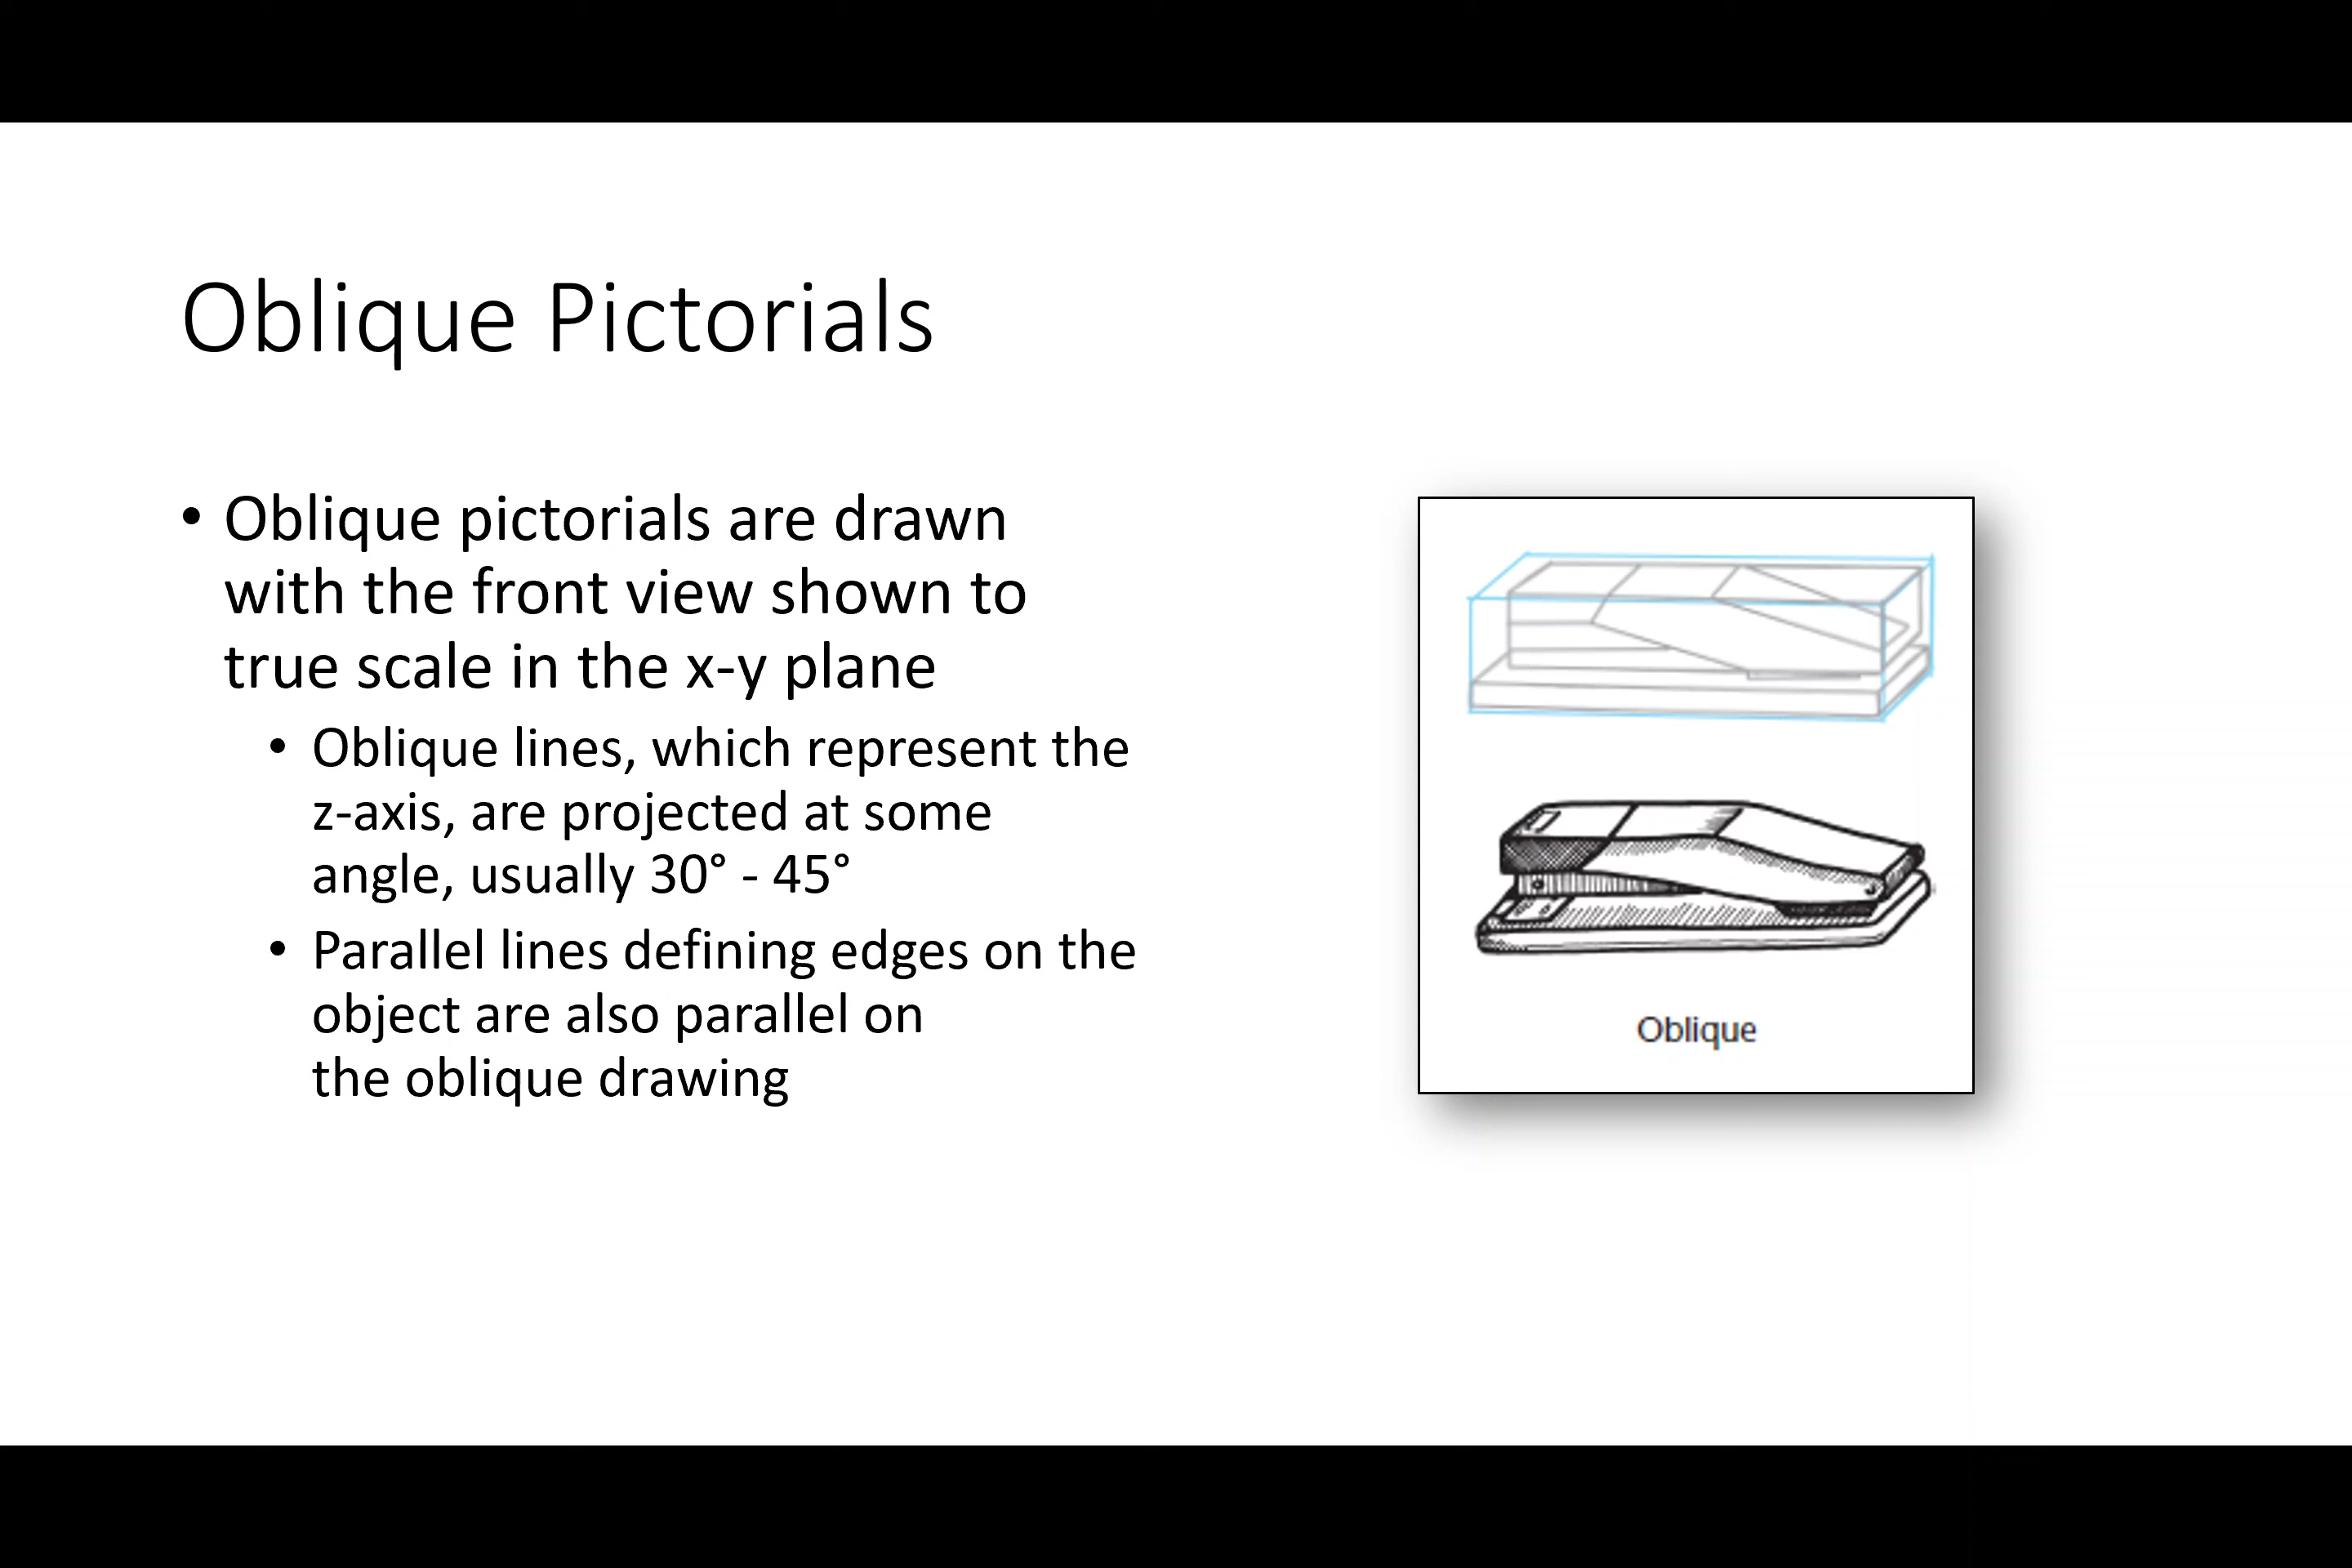 Oblique Pictorials
• Oblique pictorials are drawn
with the front view shown to
true scale in the x-y plane
• Oblique lines, which represent the
z-axis, are projected at some
angle, usually 30° - 45°
• Parallel lines defining edges on the
object are also parallel on
the oblique drawing
Oblique